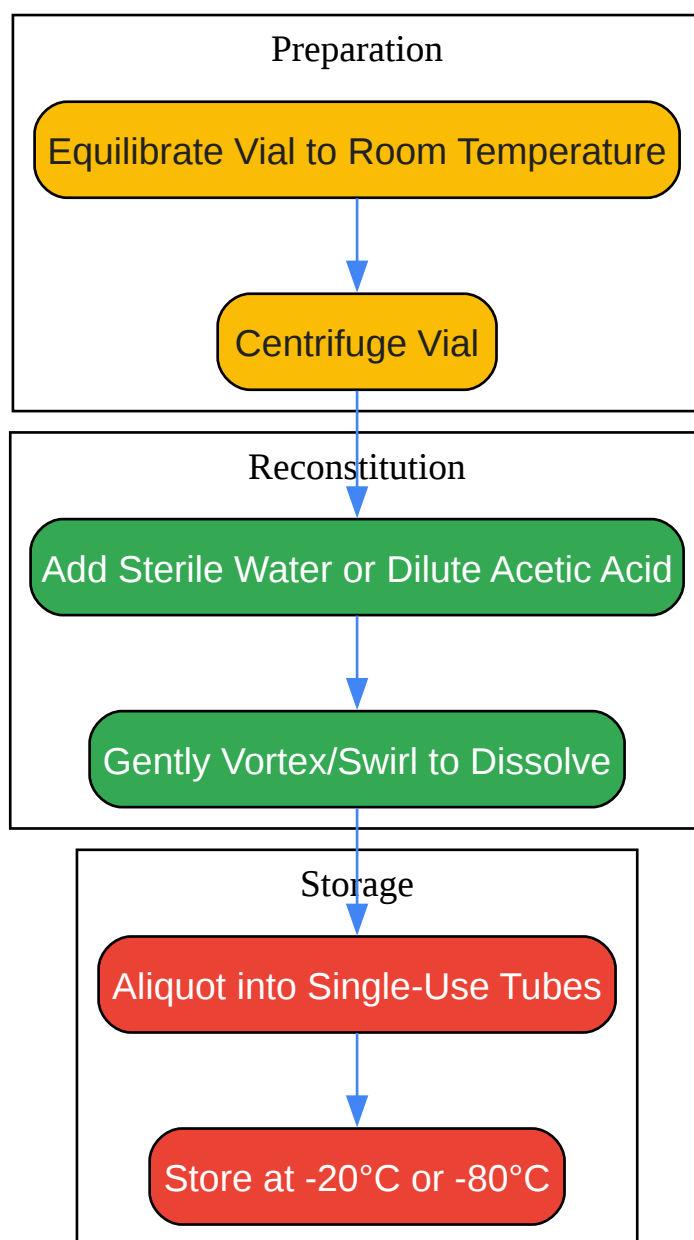 Preparation
Equilibrate Vial to Room Temperature
Centrifuge Vial
Reconstitution
Add Sterile Water or Dilute Acetic Acid
Gently Vortex/Swirl to Dissolve
Storage
Aliquot into Single-Use Tubes
Store at -20°C or -80°C